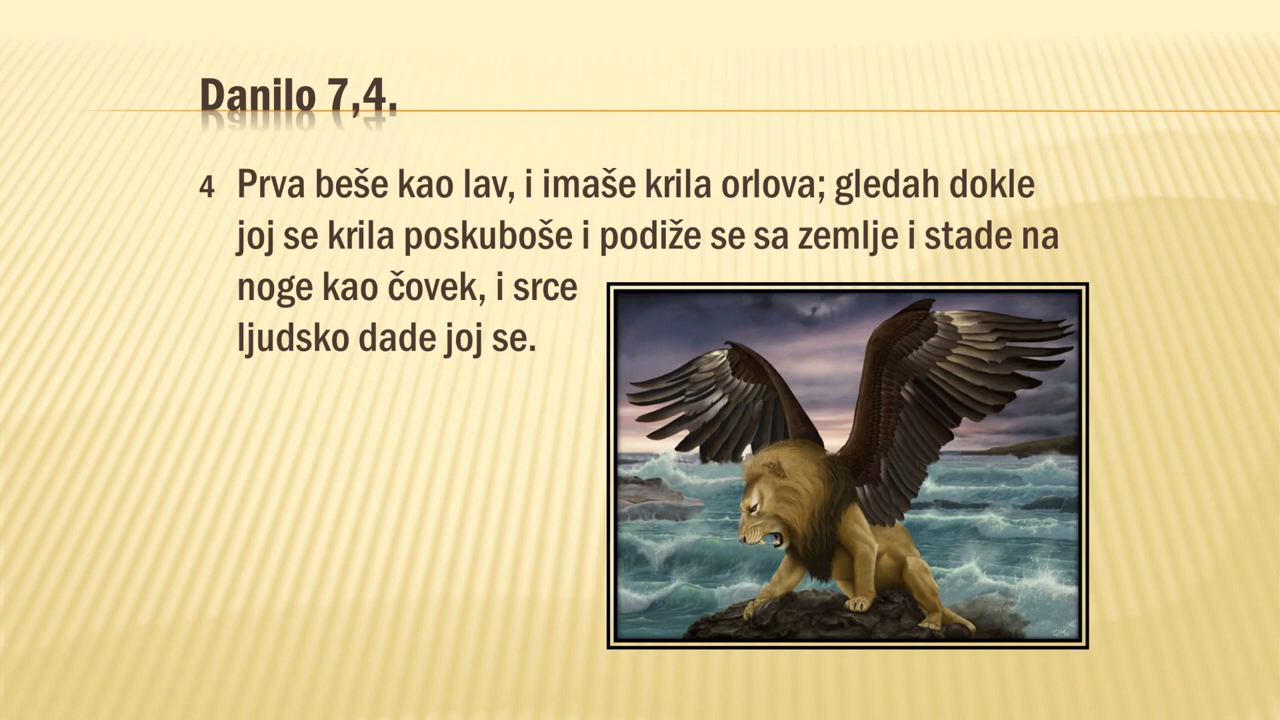 Danilo 7,4.
4 Prva beše kao lav, i imaše krila orlova; gledah dokle
joj se krila poskuboše i podiže se sa zemlje i stade na
noge kao čovek, i srce
ljudsko dade joj se.